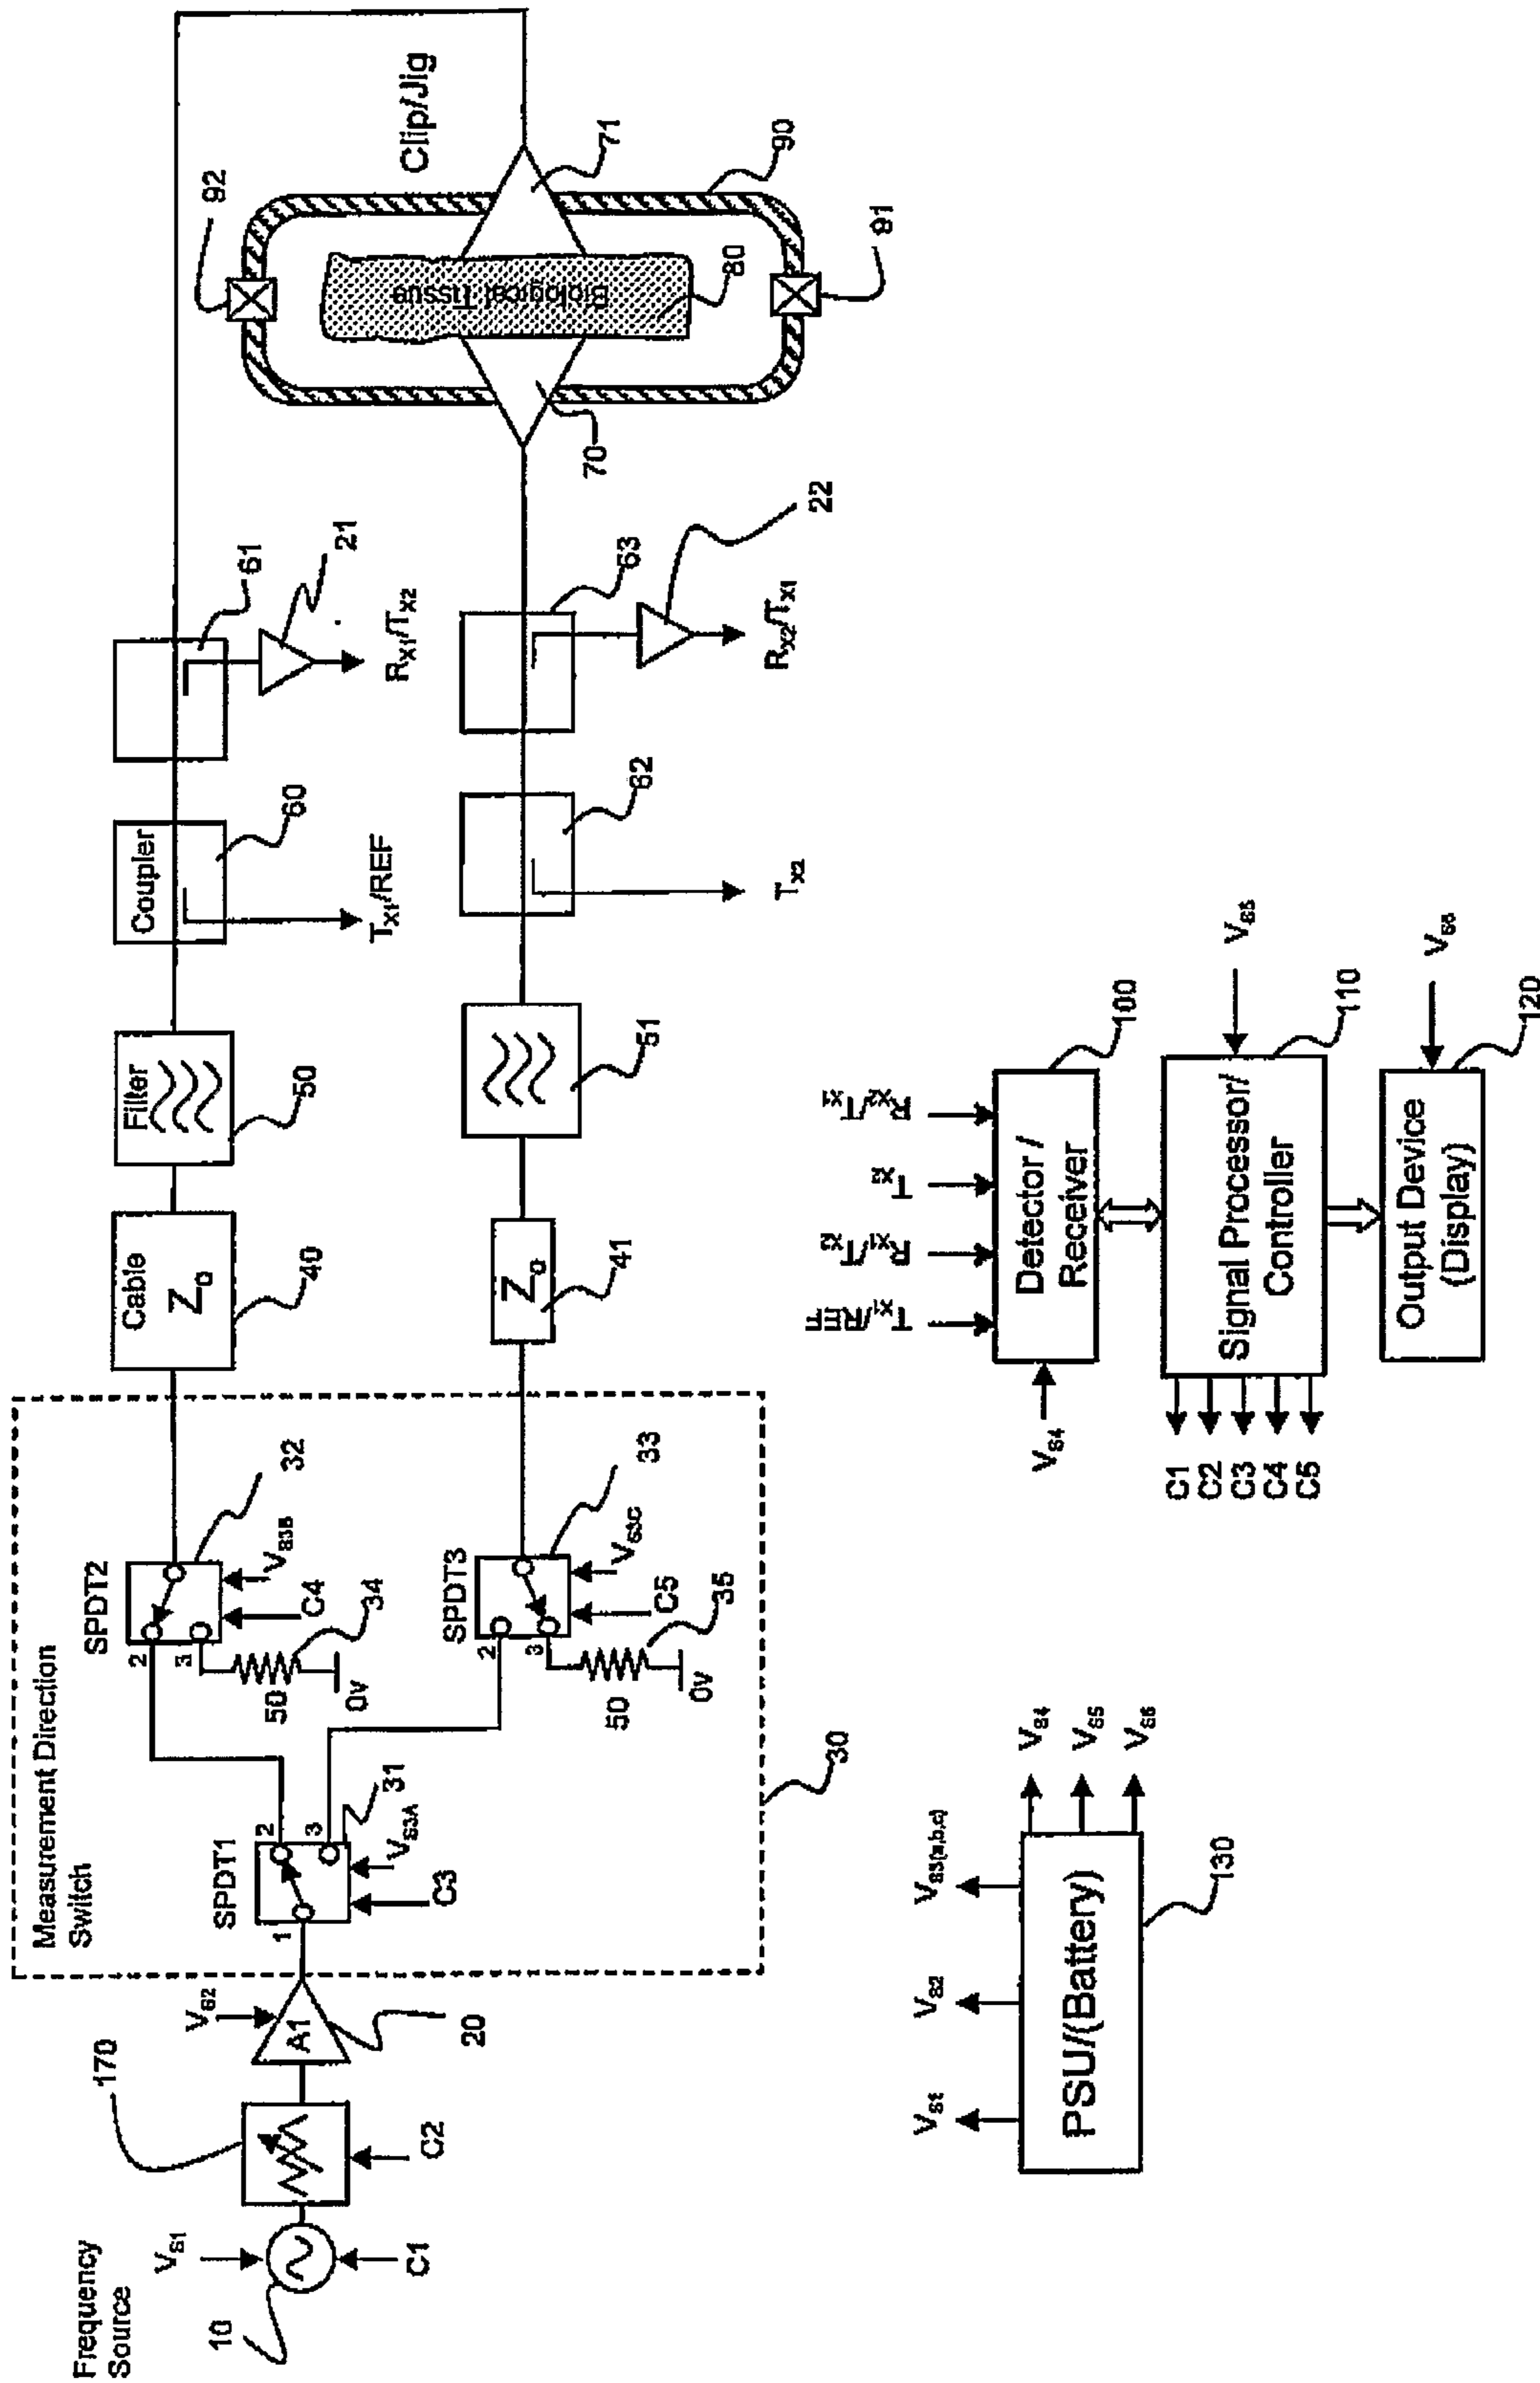 Frequency
Source
10
V_S1
C1
170
C2
V_S2
A1
20
Measurement Direction
Switch
SPDT1
1
2
3
31
V_S3A
C3
SPDT2
2
3
32
V_S3B
C4
34
50
0v
SPDT3
2
3
33
V_S3C
C5
35
50
0v
30
Cable
Z_o
40
Filter
50
Coupler
60
T_X1/REF
61
21
R_X1/T_X2
Z_o
41
51
62
T_X2
63
22
R_X2/T_X1
Clip/Jig
92
71
90
Biological Tissue
80
91
70
PSU/(Battery)
130
V_S1
V_S2
V_S3(a,b,c)
V_S4
V_S5
V_S6
T_X1/REF
R_X1/T_X2
T_X2
R_X2/T_X1
V_S4
Detector /
Receiver
100
C1
C2
C3
C4
C5
Signal Processor/
Controller
V_S5
110
Output Device
(Display)
V_S6
120